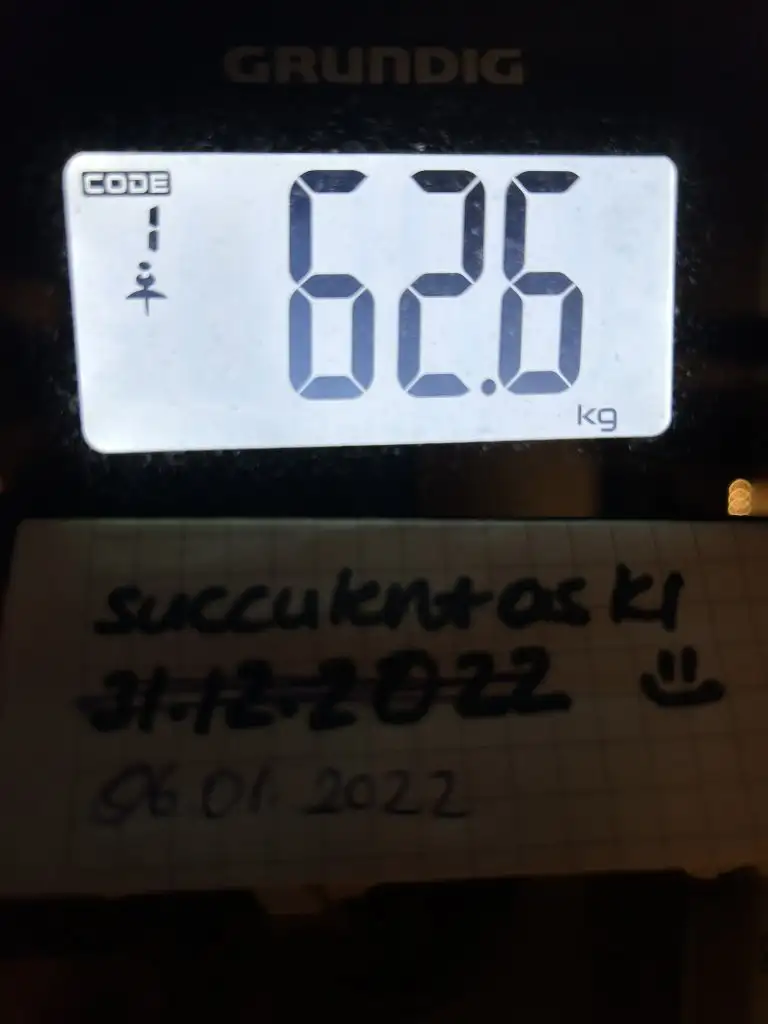 GRUNDIG
CODE
1
62.6
kg
succulentaski
31.12.2022
06.01.2022